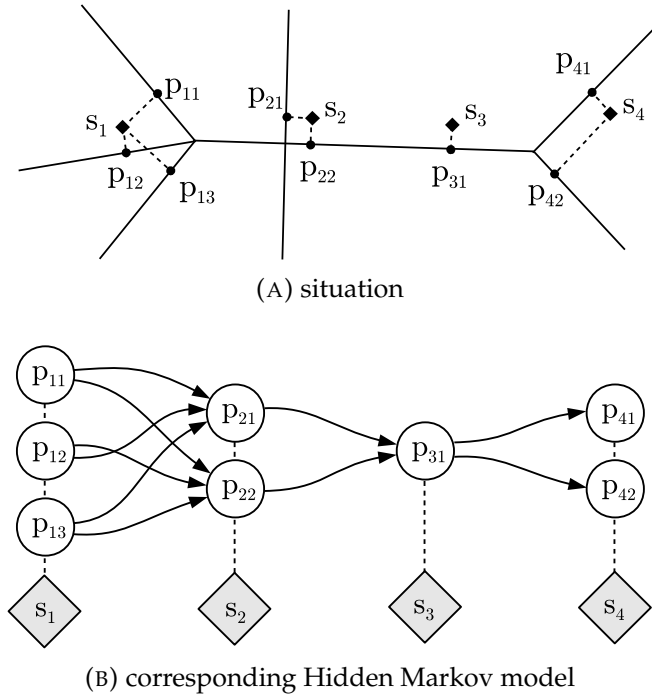 p₁₁
p₄₁
p₂₁
s₁
s₂
s₃
s₄
p₁₂
p₁₃
p₂₂
p₃₁
p₄₂
(A) situation
p₁₁
p₂₁
p₄₁
p₁₂
p₃₁
p₂₂
p₄₂
p₁₃
s₁
s₂
s₃
s₄
(B) corresponding Hidden Markov model